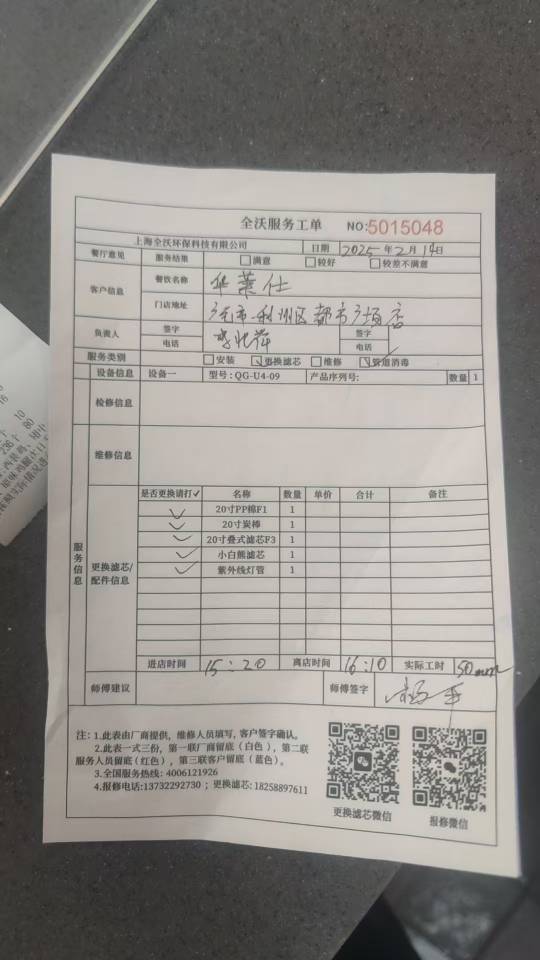 全沃服务工单 NO:5015048
上海全沃环保科技有限公司 日期 2025年2月14日
餐厅意见 服务结果 □满意 □较好 □较差不满意
客户信息 餐饮名称 华莱仕
门店地址 广元市利州区都市广场店
负责人 签字 签字
电话 电话
服务类别 □安装 ☑更换滤芯 □维修 ☑管道消毒
设备信息 设备一 型号:QG-U4-09 产品序列号: 数量 1
检修信息
维修信息
服务信息
更换滤芯/配件信息
是否更换请打✓ 名称 数量 单价 合计 备注
✓ 20寸PP棉F1 1
✓ 20寸炭棒 1
✓ 20寸叠式滤芯F3 1
✓ 小白熊滤芯 1
✓ 紫外线灯管 1
进店时间 15:20 离店时间 16:10 实际工时 50min
师傅建议 师傅签字
注:1.此表由厂商提供,维修人员填写,客户签字确认。
2.此表一式三份,第一联厂商留底(白色),第二联
服务人员留底(红色),第三联客户留底(蓝色)。
3.全国服务热线:4006121926
4.报修电话:13732292730;更换滤芯:18258897611
更换滤芯微信 报修微信